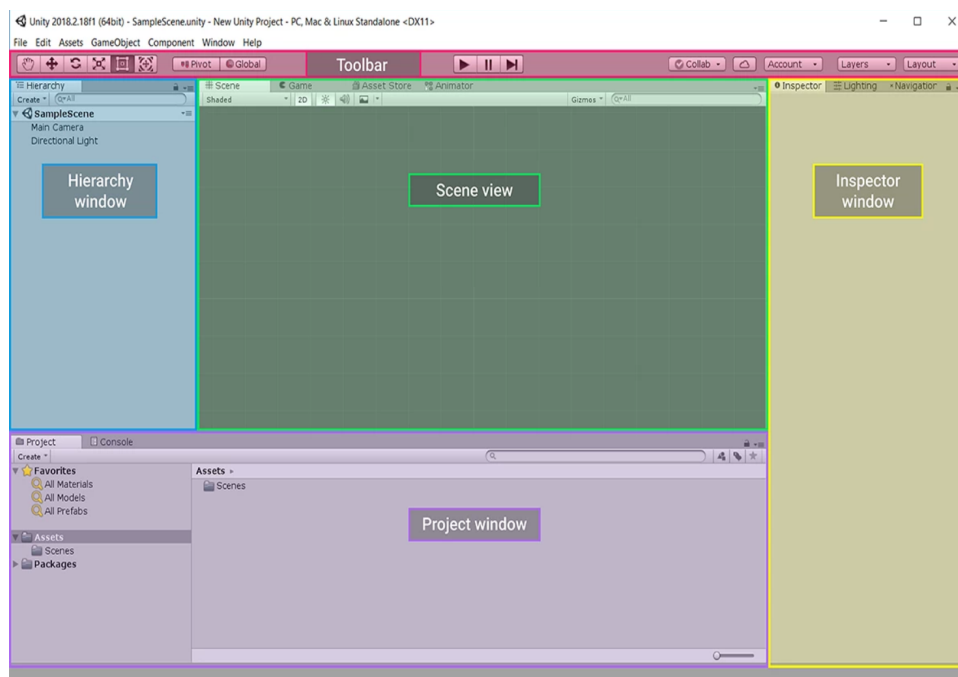 Unity 2018.2.18f1 (64bit) - SampleScene.unity - New Unity Project - PC, Mac & Linux Standalone <DX11>
File Edit Assets GameObject Component Window Help
Pivot Global Toolbar Collab Account Layers Layout
Hierarchy Scene Game Asset Store Animator Inspector Lighting Navigation
Create All Shaded 2D Gizmos All
SampleScene
Main Camera
Directional Light
Hierarchy
window
Scene view
Inspector
window
Project Console
Create
Favorites
All Materials
All Models
All Prefabs
Assets
Scenes
Packages
Assets
Scenes
Project window